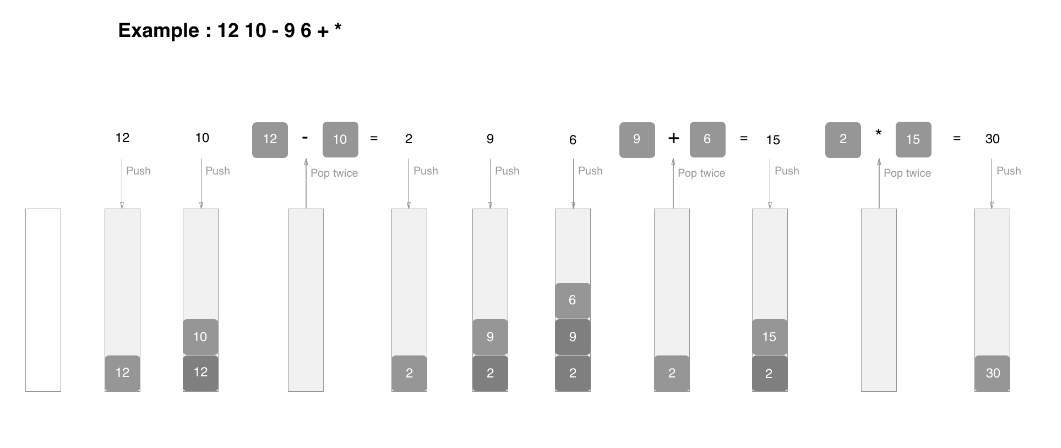 Example : 12 10 - 9 6 + *
12 10 12 - 10 = 2 9 6 9 + 6 = 15 2 * 15 = 30
Push Push Pop twice Push Push Push Pop twice Push Pop twice Push
6
10 9 9 15
12 12 2 2 2 2 2 30